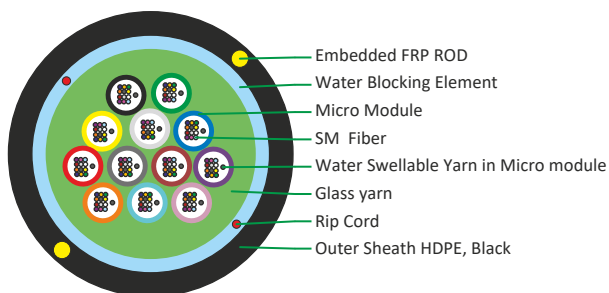 Embedded FRP ROD
Water Blocking Element
Micro Module
SM Fiber
Water Swellable Yarn in Micro module
Glass yarn
Rip Cord
Outer Sheath HDPE, Black